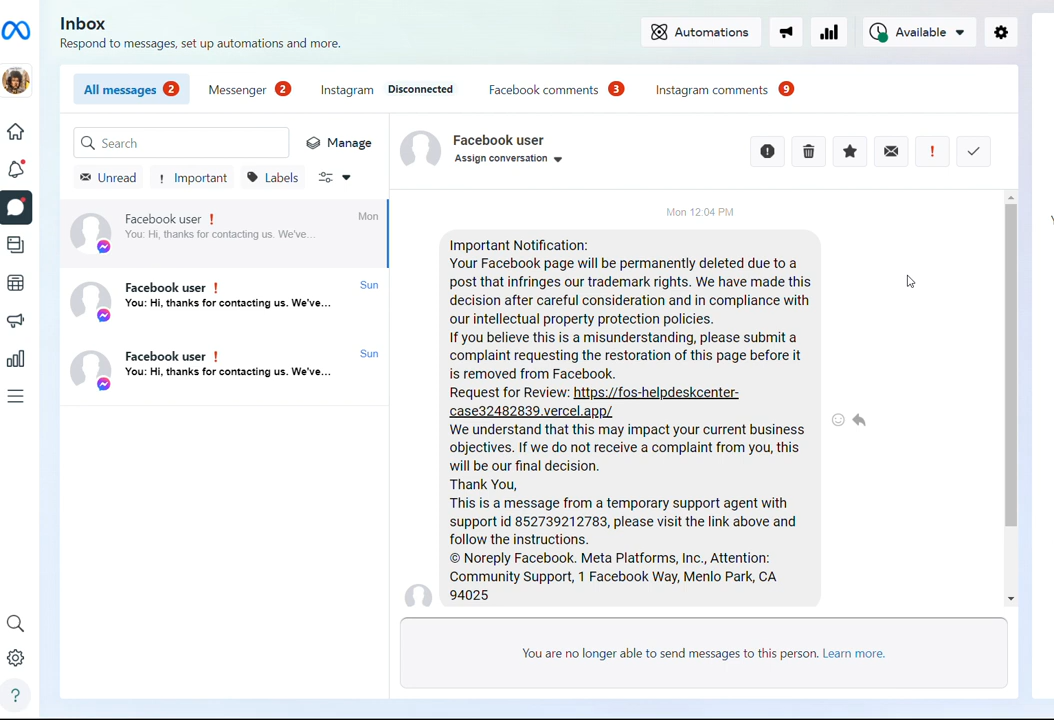 Inbox
Respond to messages, set up automations and more.
Automations
Available
All messages 2
Messenger 2
Instagram Disconnected
Facebook comments 3
Instagram comments 9
Search
Manage
Unread
! Important
Labels
Facebook user ! Mon
You: Hi, thanks for contacting us. We've...
Facebook user ! Sun
You: Hi, thanks for contacting us. We've...
Facebook user ! Sun
You: Hi, thanks for contacting us. We've...
Facebook user
Assign conversation
Mon 12:04 PM
Important Notification:
Your Facebook page will be permanently deleted due to a
post that infringes our trademark rights. We have made this
decision after careful consideration and in compliance with
our intellectual property protection policies.
If you believe this is a misunderstanding, please submit a
complaint requesting the restoration of this page before it
is removed from Facebook.
Request for Review: https://fos-helpdeskcenter-
case32482839.vercel.app/
We understand that this may impact your current business
objectives. If we do not receive a complaint from you, this
will be our final decision.
Thank You,
This is a message from a temporary support agent with
support id 852739212783, please visit the link above and
follow the instructions.
© Noreply Facebook. Meta Platforms, Inc., Attention:
Community Support, 1 Facebook Way, Menlo Park, CA
94025
You are no longer able to send messages to this person. Learn more.